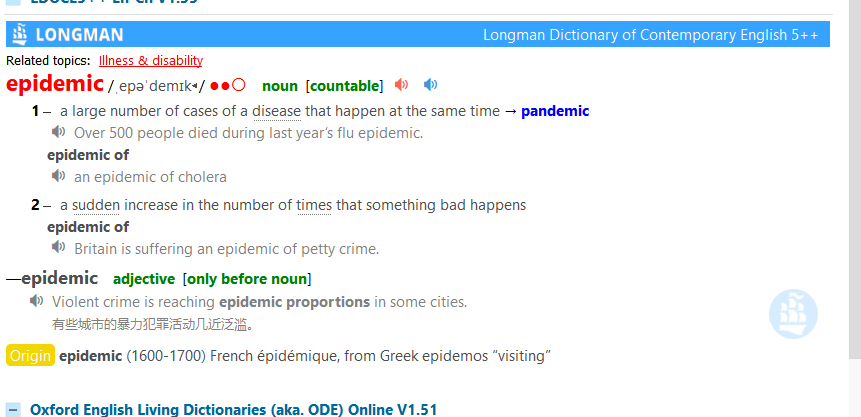 LDOCE5++ En-Cn V1.55
LONGMAN Longman Dictionary of Contemporary English 5++
Related topics: Illness & disability
epidemic /ˌepəˈdemɪk◂/ ●●○ noun [countable]
1 – a large number of cases of a disease that happen at the same time → pandemic
Over 500 people died during last year’s flu epidemic.
epidemic of
an epidemic of cholera
2 – a sudden increase in the number of times that something bad happens
epidemic of
Britain is suffering an epidemic of petty crime.
—epidemic adjective [only before noun]
Violent crime is reaching epidemic proportions in some cities.
有些城市的暴力犯罪活动几近泛滥。
Origin epidemic (1600-1700) French épidémique, from Greek epidemos “visiting”
Oxford English Living Dictionaries (aka. ODE) Online V1.51